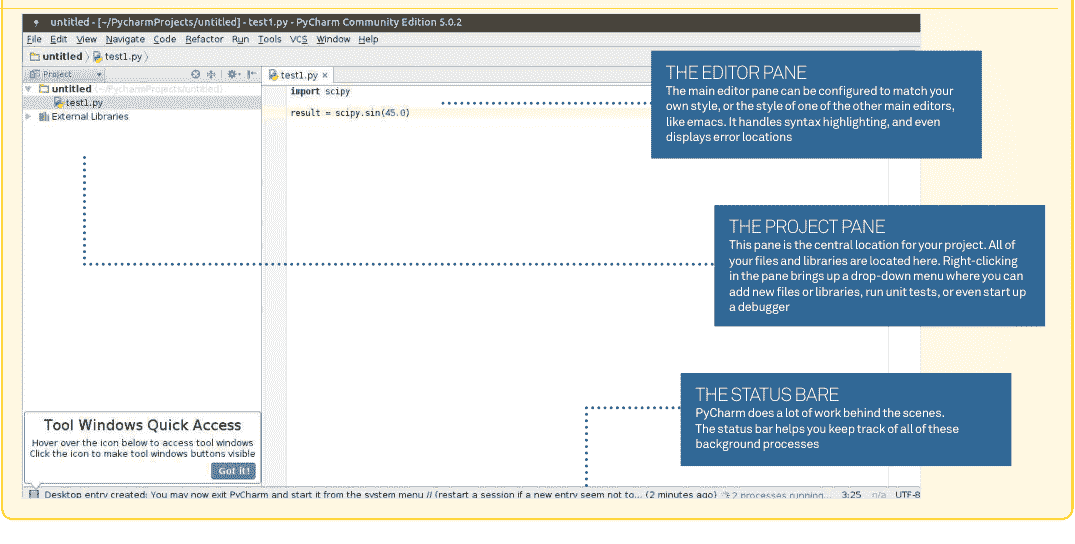 untitled - [~/PycharmProjects/untitled] - test1.py - PyCharm Community Edition 5.0.2
File Edit View Navigate Code Refactor Run Tools VCS Window Help
untitled test1.py
Project
test1.py ×
untitled (~/PycharmProjects/untitled)
test1.py
External Libraries
import scipy
result = scipy.sin(45.0)
THE EDITOR PANE
The main editor pane can be configured to match your
own style, or the style of one of the other main editors,
like emacs. It handles syntax highlighting, and even
displays error locations
THE PROJECT PANE
This pane is the central location for your project. All of
your files and libraries are located here. Right-clicking
in the pane brings up a drop-down menu where you can
add new files or libraries, run unit tests, or even start up
a debugger
THE STATUS BARE
PyCharm does a lot of work behind the scenes.
The status bar helps you keep track of all of these
background processes
Tool Windows Quick Access
Hover over the icon below to access tool windows
Click the icon to make tool windows buttons visible
Got it!
Desktop entry created: You may now exit PyCharm and start it from the system menu // (restart a session if a new entry seem not to... (2 minutes ago) 2 processes running... 3:25 n/a UTF-8